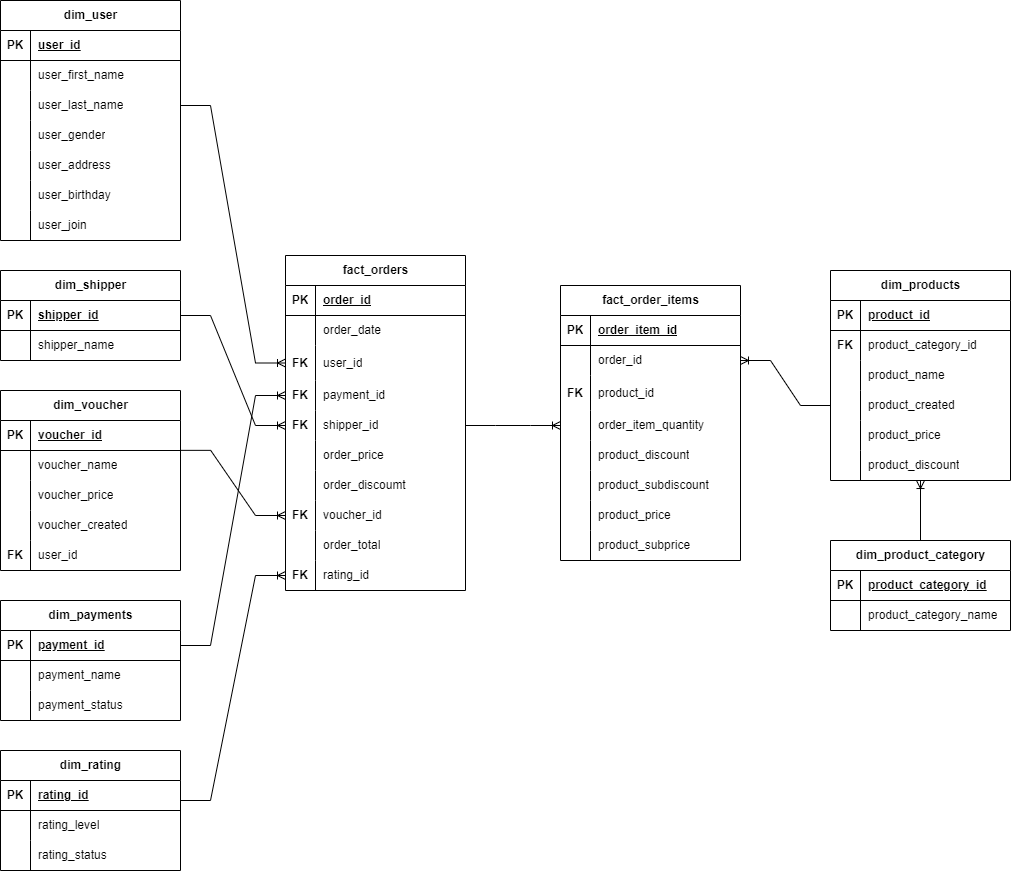 dim_user
PK user_id
user_first_name
user_last_name
user_gender
user_address
user_birthday
user_join
dim_shipper
PK shipper_id
shipper_name
dim_voucher
PK voucher_id
voucher_name
voucher_price
voucher_created
FK user_id
dim_payments
PK payment_id
payment_name
payment_status
dim_rating
PK rating_id
rating_level
rating_status
fact_orders
PK order_id
order_date
FK user_id
FK payment_id
FK shipper_id
order_price
order_discoumt
FK voucher_id
order_total
FK rating_id
fact_order_items
PK order_item_id
order_id
FK product_id
order_item_quantity
product_discount
product_subdiscount
product_price
product_subprice
dim_products
PK product_id
FK product_category_id
product_name
product_created
product_price
product_discount
dim_product_category
PK product_category_id
product_category_name